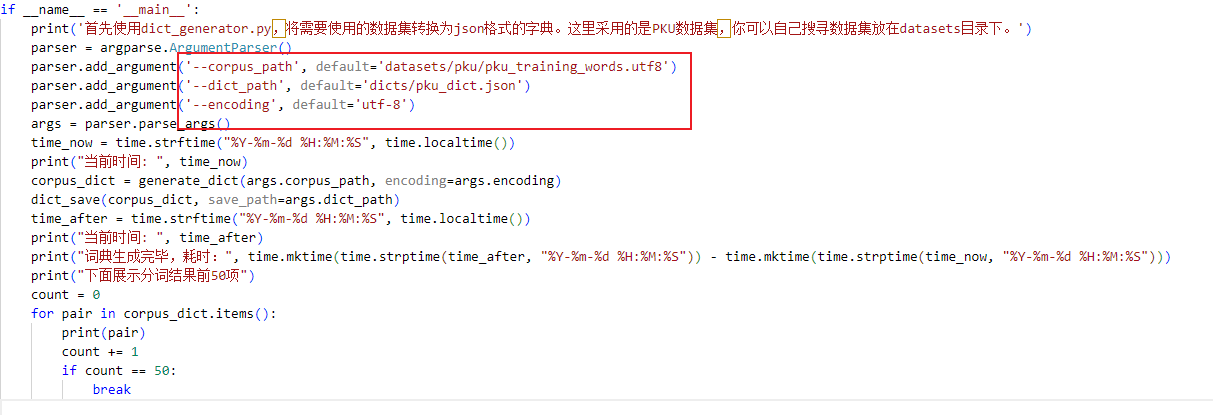 if __name__ == '__main__':
    print('首先使用dict_generator.py，将需要使用的数据集转换为json格式的字典。这里采用的是PKU数据集，你可以自己搜寻数据集放在datasets目录下。')
    parser = argparse.ArgumentParser()
    parser.add_argument('--corpus_path', default='datasets/pku/pku_training_words.utf8')
    parser.add_argument('--dict_path', default='dicts/pku_dict.json')
    parser.add_argument('--encoding', default='utf-8')
    args = parser.parse_args()
    time_now = time.strftime("%Y-%m-%d %H:%M:%S", time.localtime())
    print("当前时间: ", time_now)
    corpus_dict = generate_dict(args.corpus_path, encoding=args.encoding)
    dict_save(corpus_dict, save_path=args.dict_path)
    time_after = time.strftime("%Y-%m-%d %H:%M:%S", time.localtime())
    print("当前时间: ", time_after)
    print("词典生成完毕，耗时：", time.mktime(time.strptime(time_after, "%Y-%m-%d %H:%M:%S")) - time.mktime(time.strptime(time_now, "%Y-%m-%d %H:%M:%S")))
    print("下面展示分词结果前50项")
    count = 0
    for pair in corpus_dict.items():
        print(pair)
        count += 1
        if count == 50:
            break